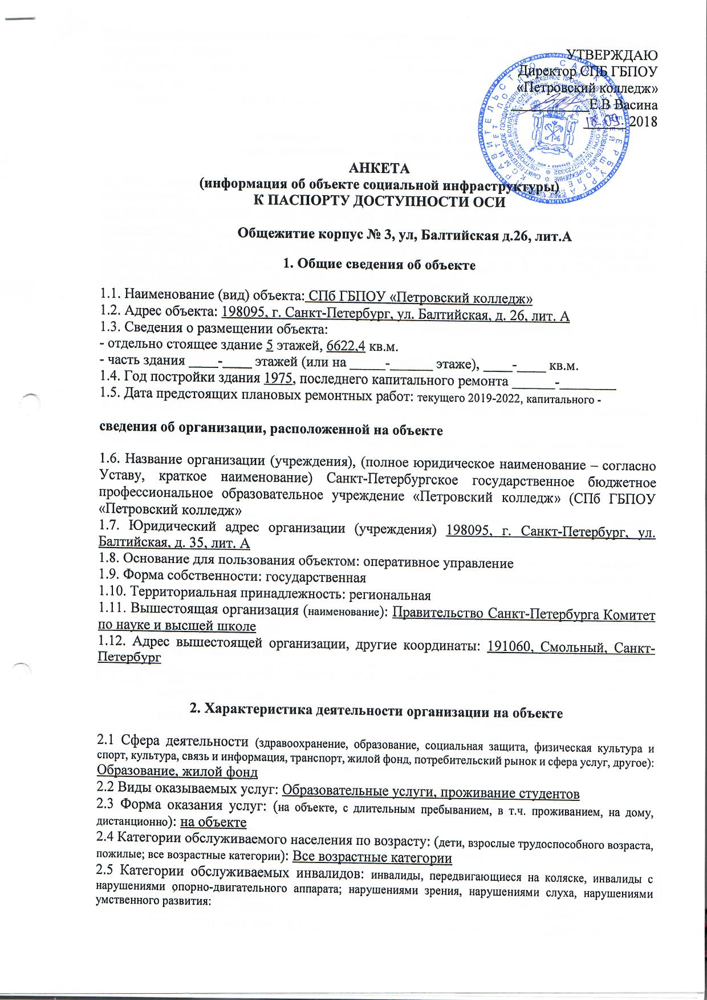 УТВЕРЖДАЮ
Директор СПБ ГБПОУ
«Петровский колледж»
___________Е.В Васина
2018
АНКЕТА
(информация об объекте социальной инфраструктуры)
К ПАСПОРТУ ДОСТУПНОСТИ ОСИ
Общежитие корпус № 3, ул, Балтийская д.26, лит.А
1. Общие сведения об объекте
1.1. Наименование (вид) объекта: СПб ГБПОУ «Петровский колледж»
1.2. Адрес объекта: 198095, г. Санкт-Петербург, ул. Балтийская, д. 26, лит. А
1.3. Сведения о размещении объекта:
- отдельно стоящее здание 5 этажей, 6622,4 кв.м.
- часть здания ____-____ этажей (или на _____-______ этаже), ____-____ кв.м.
1.4. Год постройки здания 1975, последнего капитального ремонта ______-________
1.5. Дата предстоящих плановых ремонтных работ: текущего 2019-2022, капитального -
сведения об организации, расположенной на объекте
1.6. Название организации (учреждения), (полное юридическое наименование – согласно
Уставу, краткое наименование) Санкт-Петербургское государственное бюджетное
профессиональное образовательное учреждение «Петровский колледж» (СПб ГБПОУ
«Петровский колледж»
1.7. Юридический адрес организации (учреждения) 198095, г. Санкт-Петербург, ул.
Балтийская, д. 35, лит. А
1.8. Основание для пользования объектом: оперативное управление
1.9. Форма собственности: государственная
1.10. Территориальная принадлежность: региональная
1.11. Вышестоящая организация (наименование): Правительство Санкт-Петербурга Комитет
по науке и высшей школе
1.12. Адрес вышестоящей организации, другие координаты: 191060, Смольный, Санкт-
Петербург
2. Характеристика деятельности организации на объекте
2.1 Сфера деятельности (здравоохранение, образование, социальная защита, физическая культура и
спорт, культура, связь и информация, транспорт, жилой фонд, потребительский рынок и сфера услуг, другое):
Образование, жилой фонд
2.2 Виды оказываемых услуг: Образовательные услуги, проживание студентов
2.3 Форма оказания услуг: (на объекте, с длительным пребыванием, в т.ч. проживанием, на дому,
дистанционно): на объекте
2.4 Категории обслуживаемого населения по возрасту: (дети, взрослые трудоспособного возраста,
пожилые; все возрастные категории): Все возрастные категории
2.5 Категории обслуживаемых инвалидов: инвалиды, передвигающиеся на коляске, инвалиды с
нарушениями опорно-двигательного аппарата; нарушениями зрения, нарушениями слуха, нарушениями
умственного развития: